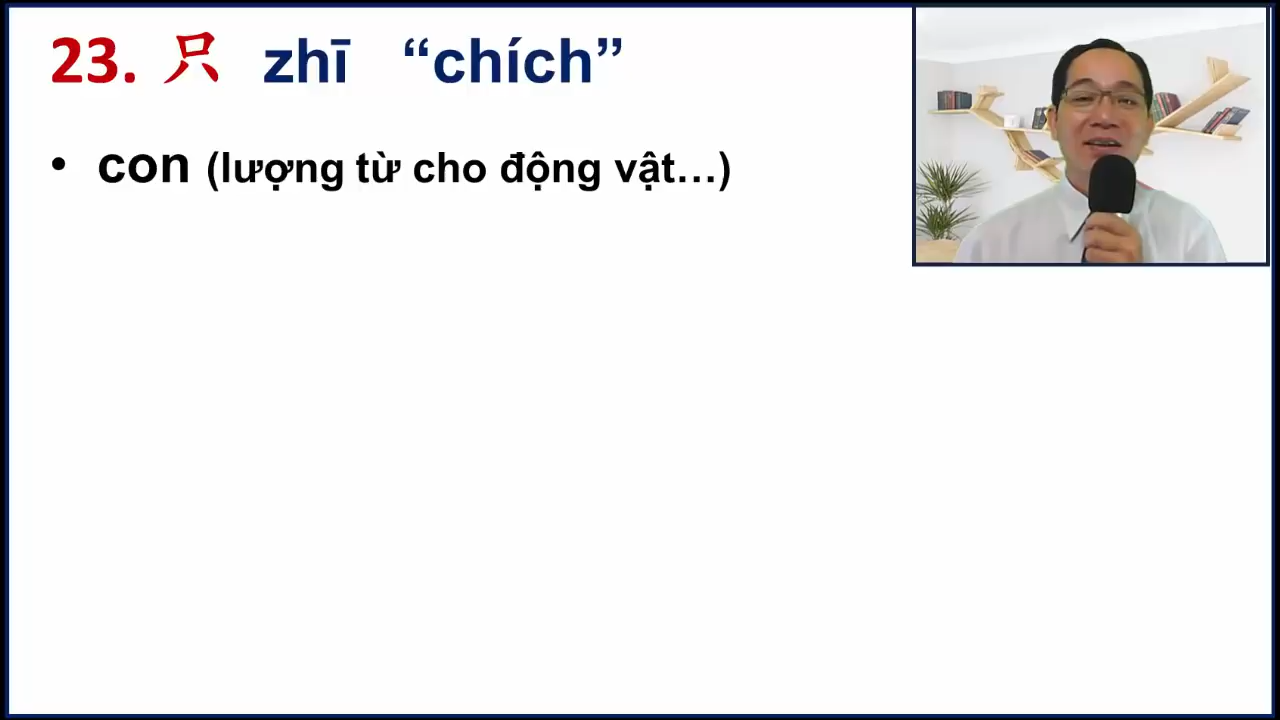 23. 只 zhī “chích”
• con (lượng từ cho động vật…)